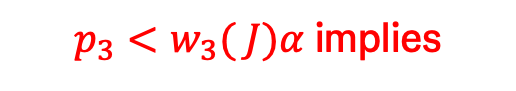 𝑝₃ < 𝑤₃(𝐽)𝛼 implies